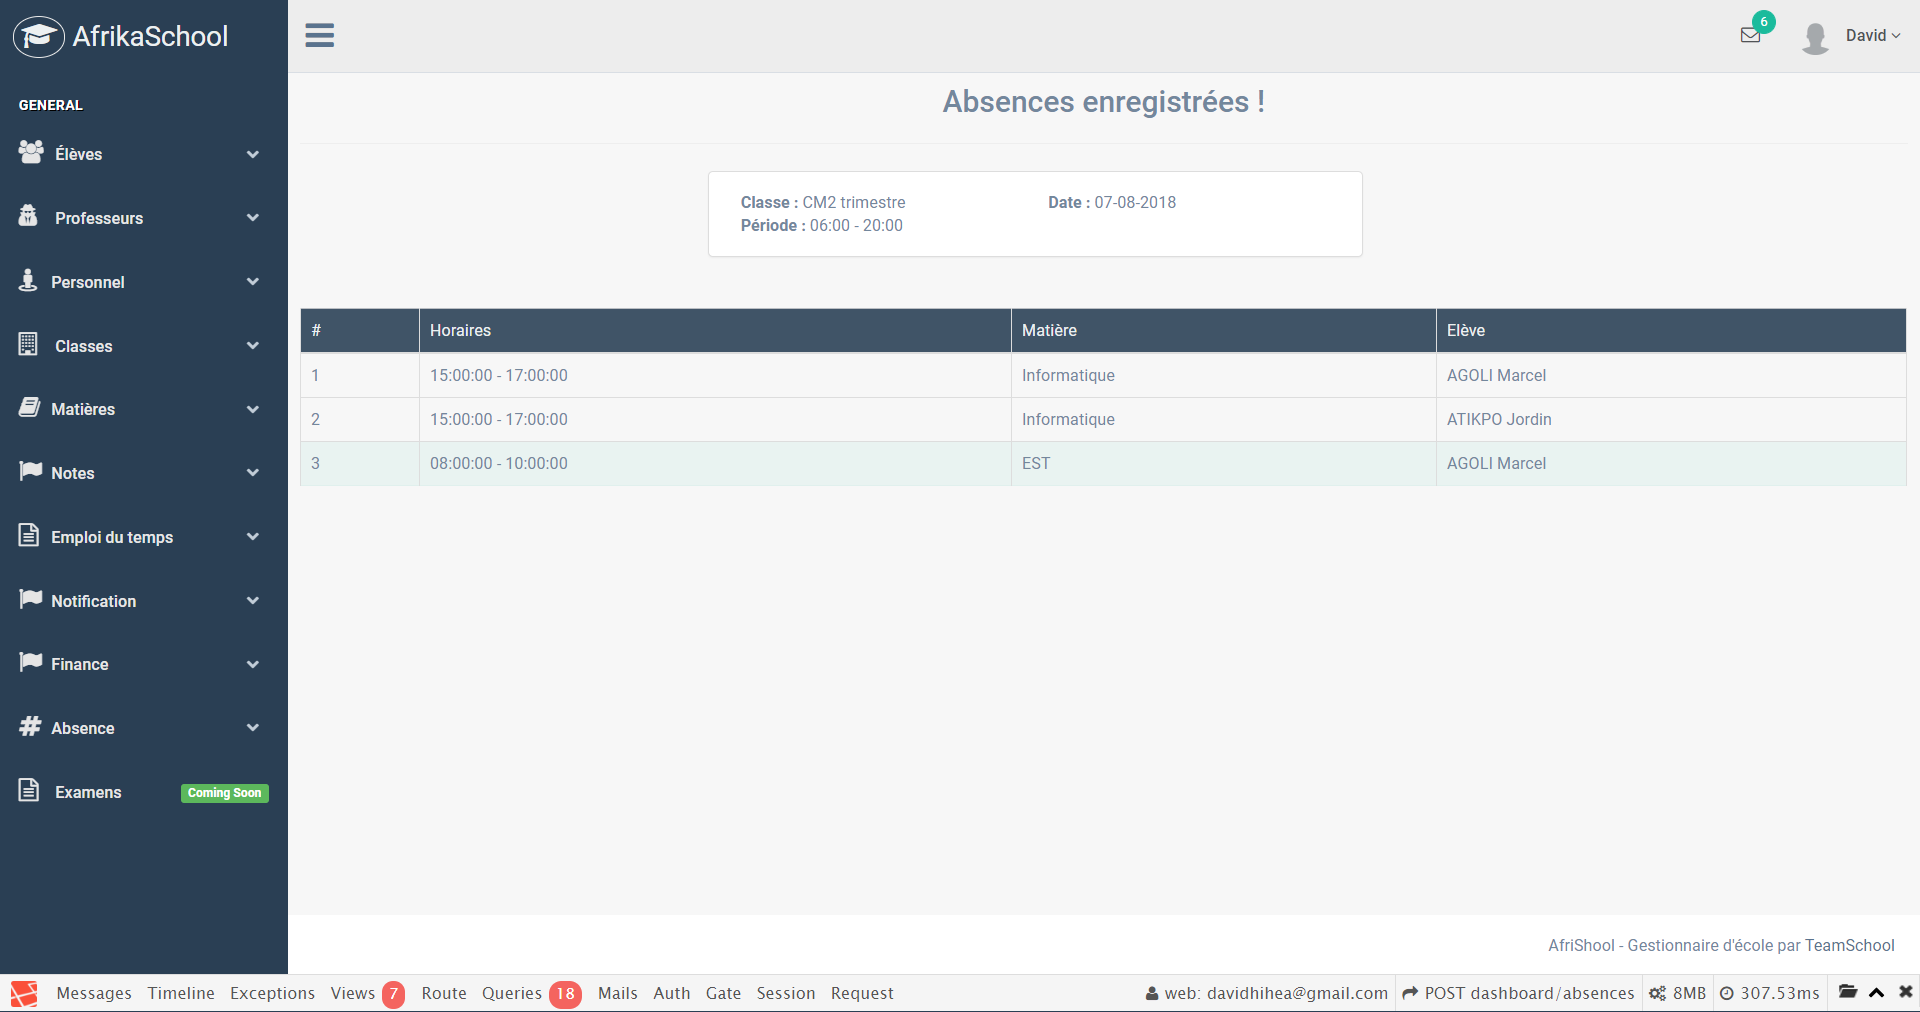 AfrikaSchool
6
David
GENERAL
Élèves
Professeurs
Personnel
Classes
Matières
Notes
Emploi du temps
Notification
Finance
Absence
Examens Coming Soon
Absences enregistrées !
Classe : CM2 trimestre Date : 07-08-2018
Période : 06:00 - 20:00
# Horaires Matière Elève
1 15:00:00 - 17:00:00 Informatique AGOLI Marcel
2 15:00:00 - 17:00:00 Informatique ATIKPO Jordin
3 08:00:00 - 10:00:00 EST AGOLI Marcel
AfriShool - Gestionnaire d'école par TeamSchool
Messages Timeline Exceptions Views 7 Route Queries 18 Mails Auth Gate Session Request web: davidhihea@gmail.com POST dashboard/absences 8MB 307.53ms